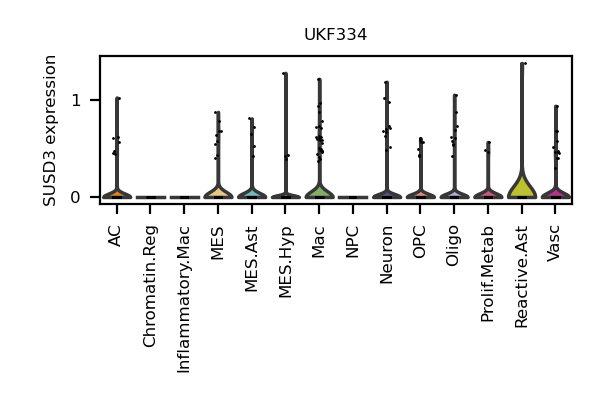 UKF334
SUSD3 expression
1
0
AC
Chromatin.Reg
Inflammatory.Mac
MES
MES.Ast
MES.Hyp
Mac
NPC
Neuron
OPC
Oligo
Prolif.Metab
Reactive.Ast
Vasc